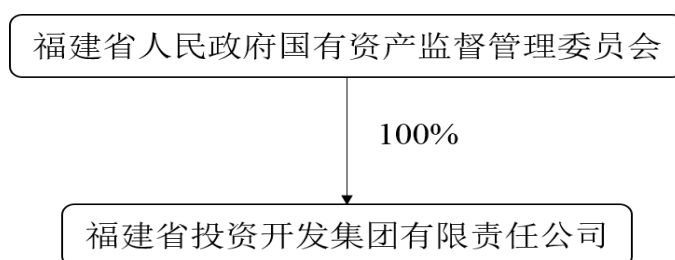 福建省人民政府国有资产监督管理委员会
100%
福建省投资开发集团有限责任公司